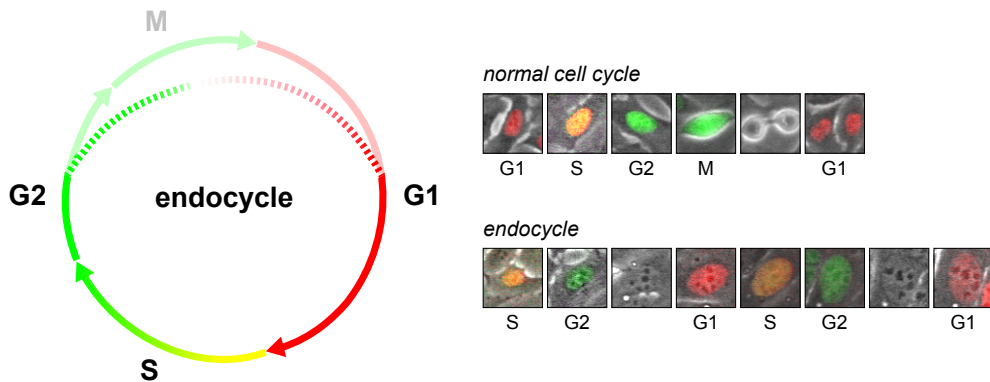 M
G2
endocycle
G1
S
normal cell cycle
G1 S G2 M G1
endocycle
S G2 G1 S G2 G1